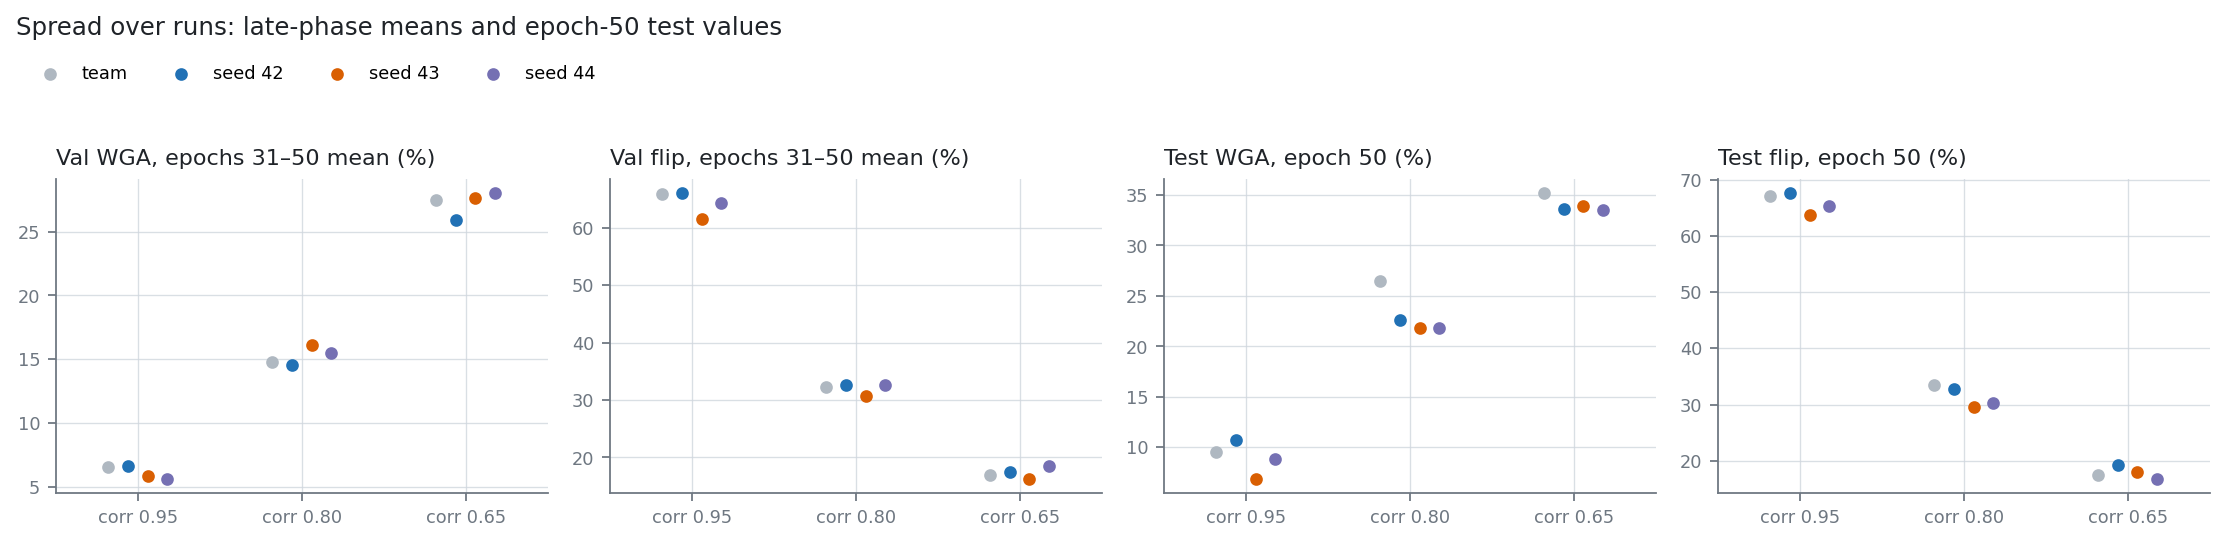 Spread over runs: late-phase means and epoch-50 test values
team
seed 42
seed 43
seed 44
Val WGA, epochs 31–50 mean (%)
25
20
15
10
5
corr 0.95
corr 0.80
corr 0.65
Val flip, epochs 31–50 mean (%)
60
50
40
30
20
corr 0.95
corr 0.80
corr 0.65
Test WGA, epoch 50 (%)
35
30
25
20
15
10
corr 0.95
corr 0.80
corr 0.65
Test flip, epoch 50 (%)
70
60
50
40
30
20
corr 0.95
corr 0.80
corr 0.65